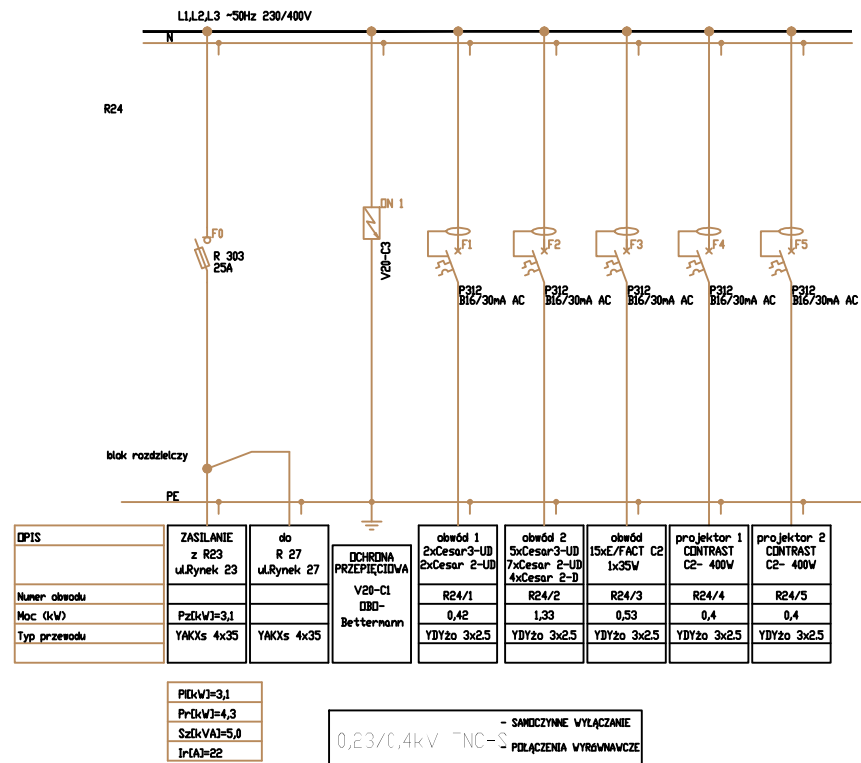 L1,L2,L3 ~50Hz 230/400V
N
R24
ON 1
V20-C3
F0
R 303
25A
F1
F2
F3
F4
F5
P312
B16/30mA AC
P312
B16/30mA AC
P312
B16/30mA AC
P312
B16/30mA AC
P312
B16/30mA AC
blok rozdzielczy
PE
OPIS
ZASILANIE
z R23
ul.Rynek 23
do
R 27
ul.Rynek 27
OCHRONA
PRZEPIĘCIOWA
V20-C1
OBO-
Bettermann
obwód 1
2xCesar3-UD
2xCesar 2-UD
obwód 2
5xCesar3-UD
7xCesar 2-UD
4xCesar 2-D
obwód
15xE/FACT C2
1x35W
projektor 1
CONTRAST
C2- 400W
projektor 2
CONTRAST
C2- 400W
Numer obwodu
R24/1
R24/2
R24/3
R24/4
R24/5
Moc (kW)
Pz[kW]=3,1
0,42
1,33
0,53
0,4
0,4
Typ przewodu
YAKXs 4x35
YAKXs 4x35
YDYżo 3x2.5
YDYżo 3x2.5
YDYżo 3x2.5
YDYżo 3x2.5
YDYżo 3x2.5
Pi[kW]=3,1
Pr[kW]=4,3
Sz[kVA]=5,0
Ir[A]=22
0,23/0,4kV TNC-S
- SAMOCZYNNE WYŁĄCZANIE
- POŁĄCZENIA WYRÓWNAWCZE